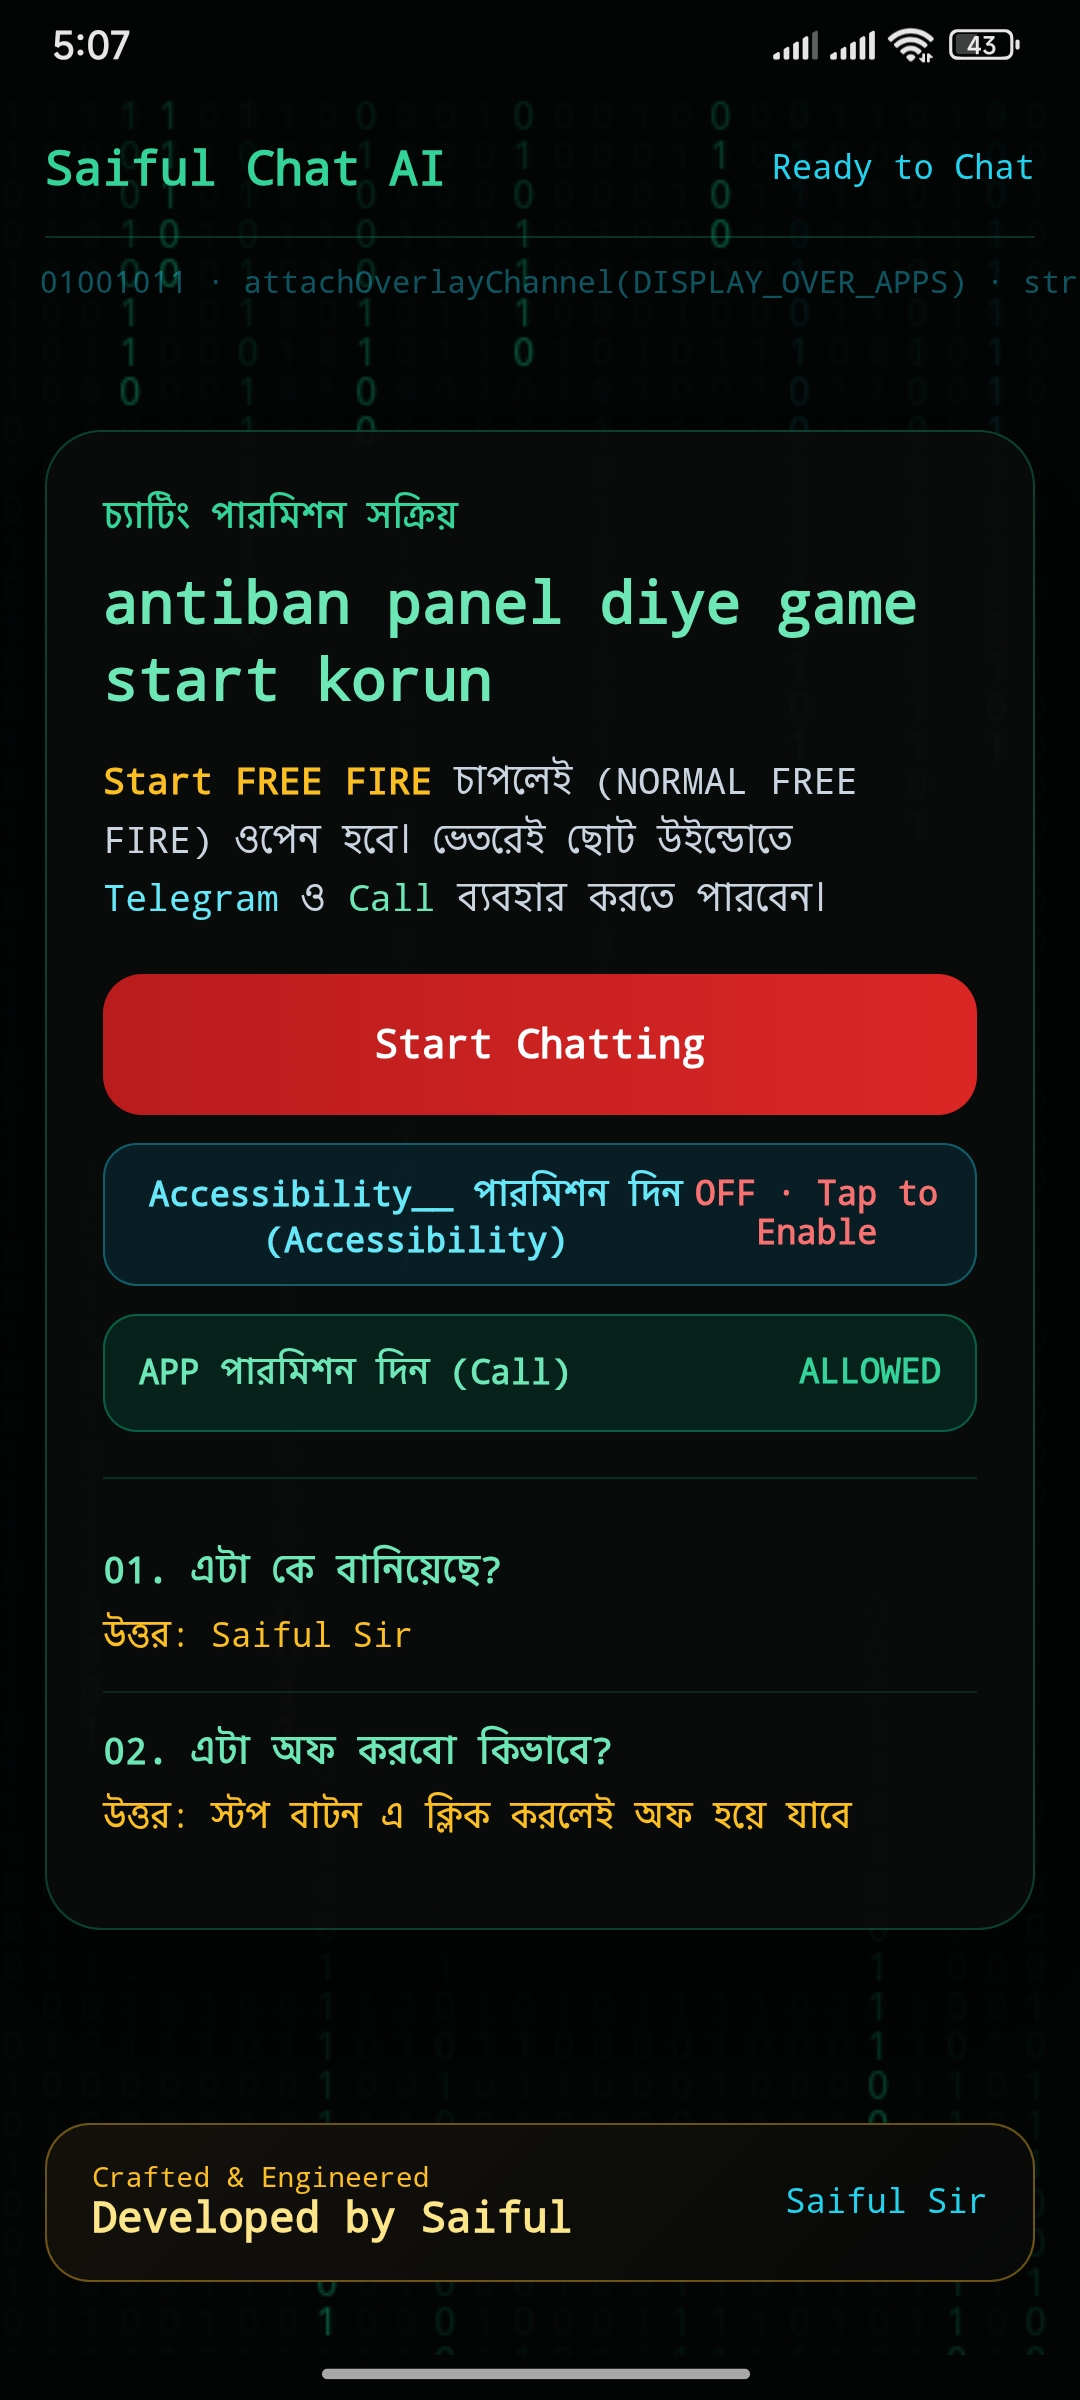 5:07
43
Saiful Chat AI
Ready to Chat
01001011 · attachOverlayChannel(DISPLAY_OVER_APPS) · str
চ্যাটিং পারমিশন সক্রিয়
antiban panel diye game
start korun
Start FREE FIRE চাপলেই (NORMAL FREE
FIRE) ওপেন হবে। ভেতরেই ছোট উইন্ডোতে
Telegram ও Call ব্যবহার করতে পারবেন।
Start Chatting
Accessibility__ পারমিশন দিন
(Accessibility)
OFF · Tap to
Enable
APP পারমিশন দিন (Call)
ALLOWED
01. এটা কে বানিয়েছে?
উত্তর: Saiful Sir
02. এটা অফ করবো কিভাবে?
উত্তর: স্টপ বাটন এ ক্লিক করলেই অফ হয়ে যাবে
Crafted & Engineered
Developed by Saiful
Saiful Sir